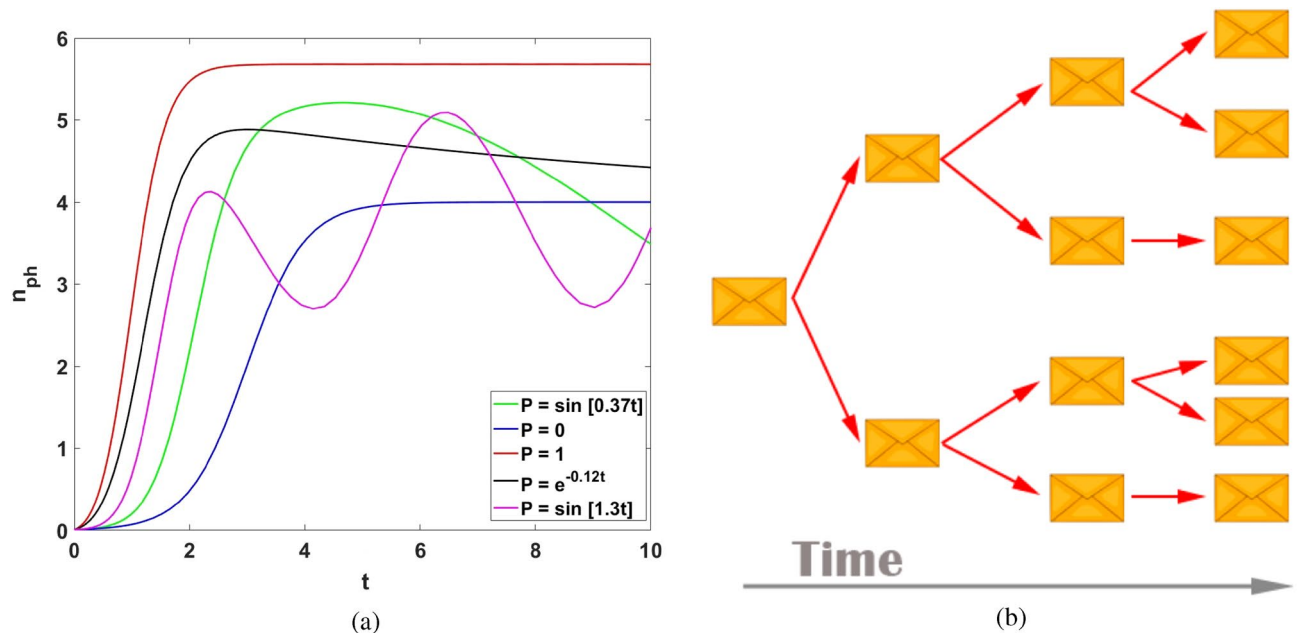 6
5
4
3
2
1
0
n_ph
0 2 4 6 8 10
t
P = sin [0.37t]
P = 0
P = 1
P = e^-0.12t
P = sin [1.3t]
(a)
Time
(b)